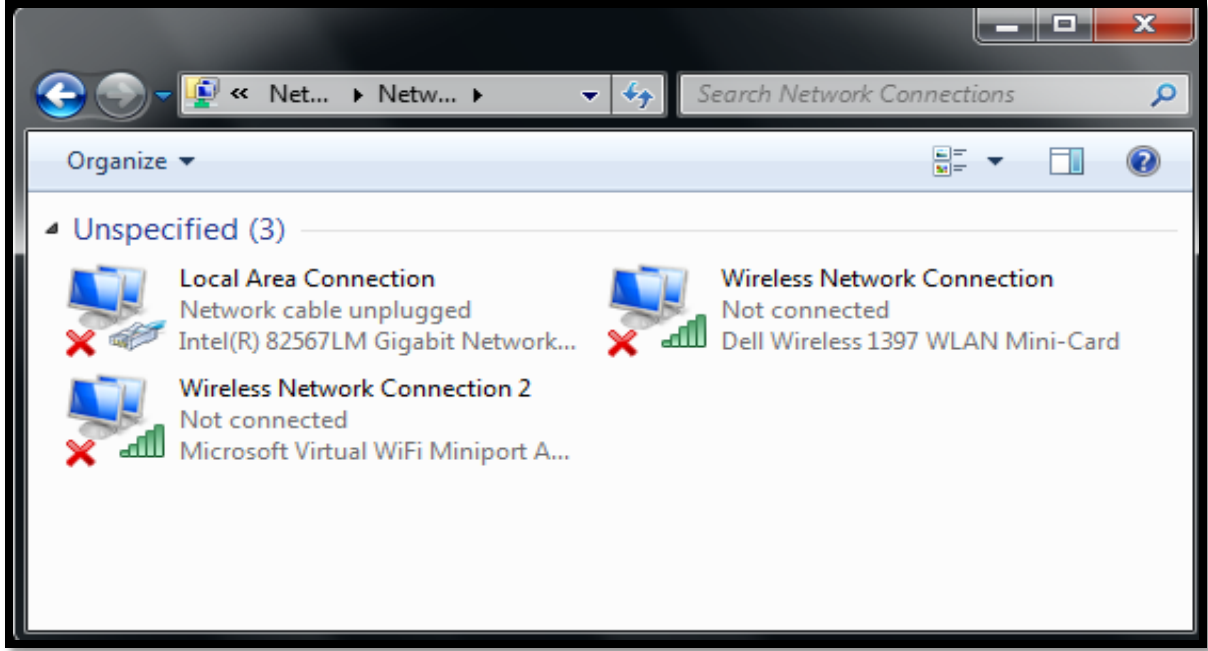 « Net... Netw...
Search Network Connections
Organize
Unspecified (3)
Local Area Connection
Network cable unplugged
Intel(R) 82567LM Gigabit Network...
Wireless Network Connection
Not connected
Dell Wireless 1397 WLAN Mini-Card
Wireless Network Connection 2
Not connected
Microsoft Virtual WiFi Miniport A...